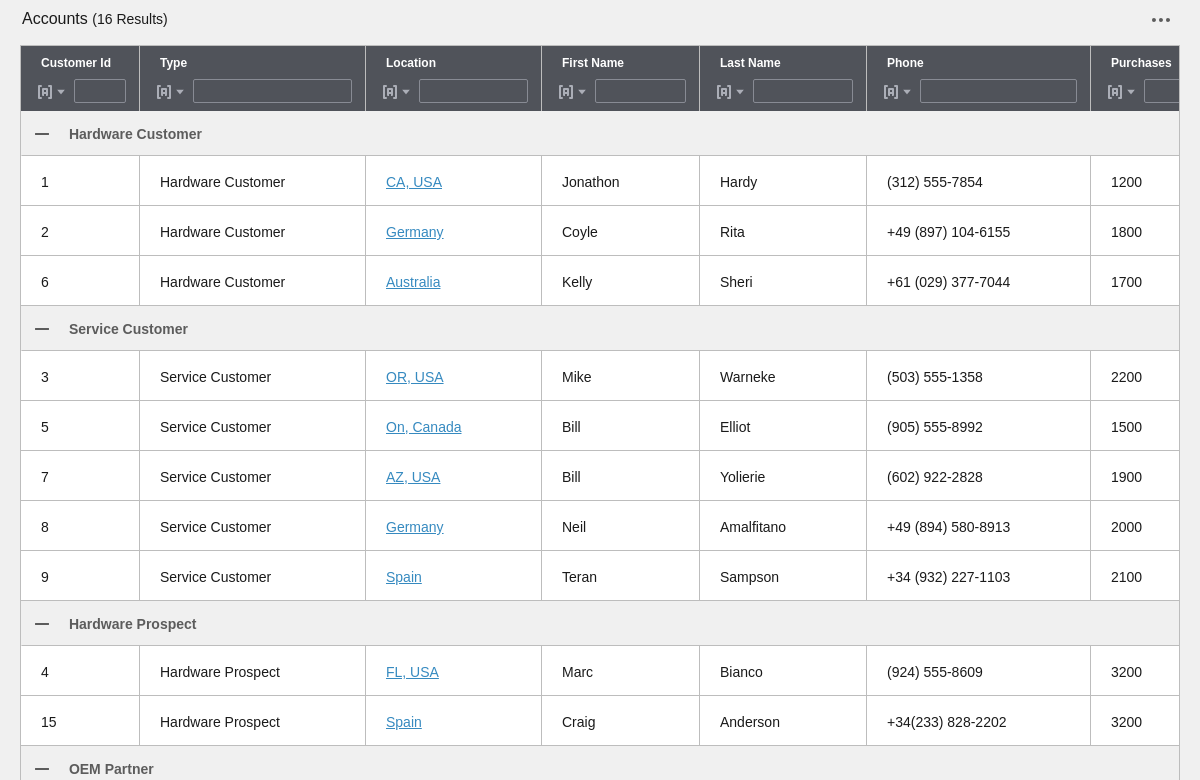 Accounts (16 Results)
Customer Id Type Location First Name Last Name Phone Purchases
Hardware Customer
1 Hardware Customer CA, USA Jonathon Hardy (312) 555-7854 1200
2 Hardware Customer Germany Coyle Rita +49 (897) 104-6155 1800
6 Hardware Customer Australia Kelly Sheri +61 (029) 377-7044 1700
Service Customer
3 Service Customer OR, USA Mike Warneke (503) 555-1358 2200
5 Service Customer On, Canada Bill Elliot (905) 555-8992 1500
7 Service Customer AZ, USA Bill Yolierie (602) 922-2828 1900
8 Service Customer Germany Neil Amalfitano +49 (894) 580-8913 2000
9 Service Customer Spain Teran Sampson +34 (932) 227-1103 2100
Hardware Prospect
4 Hardware Prospect FL, USA Marc Bianco (924) 555-8609 3200
15 Hardware Prospect Spain Craig Anderson +34(233) 828-2202 3200
OEM Partner